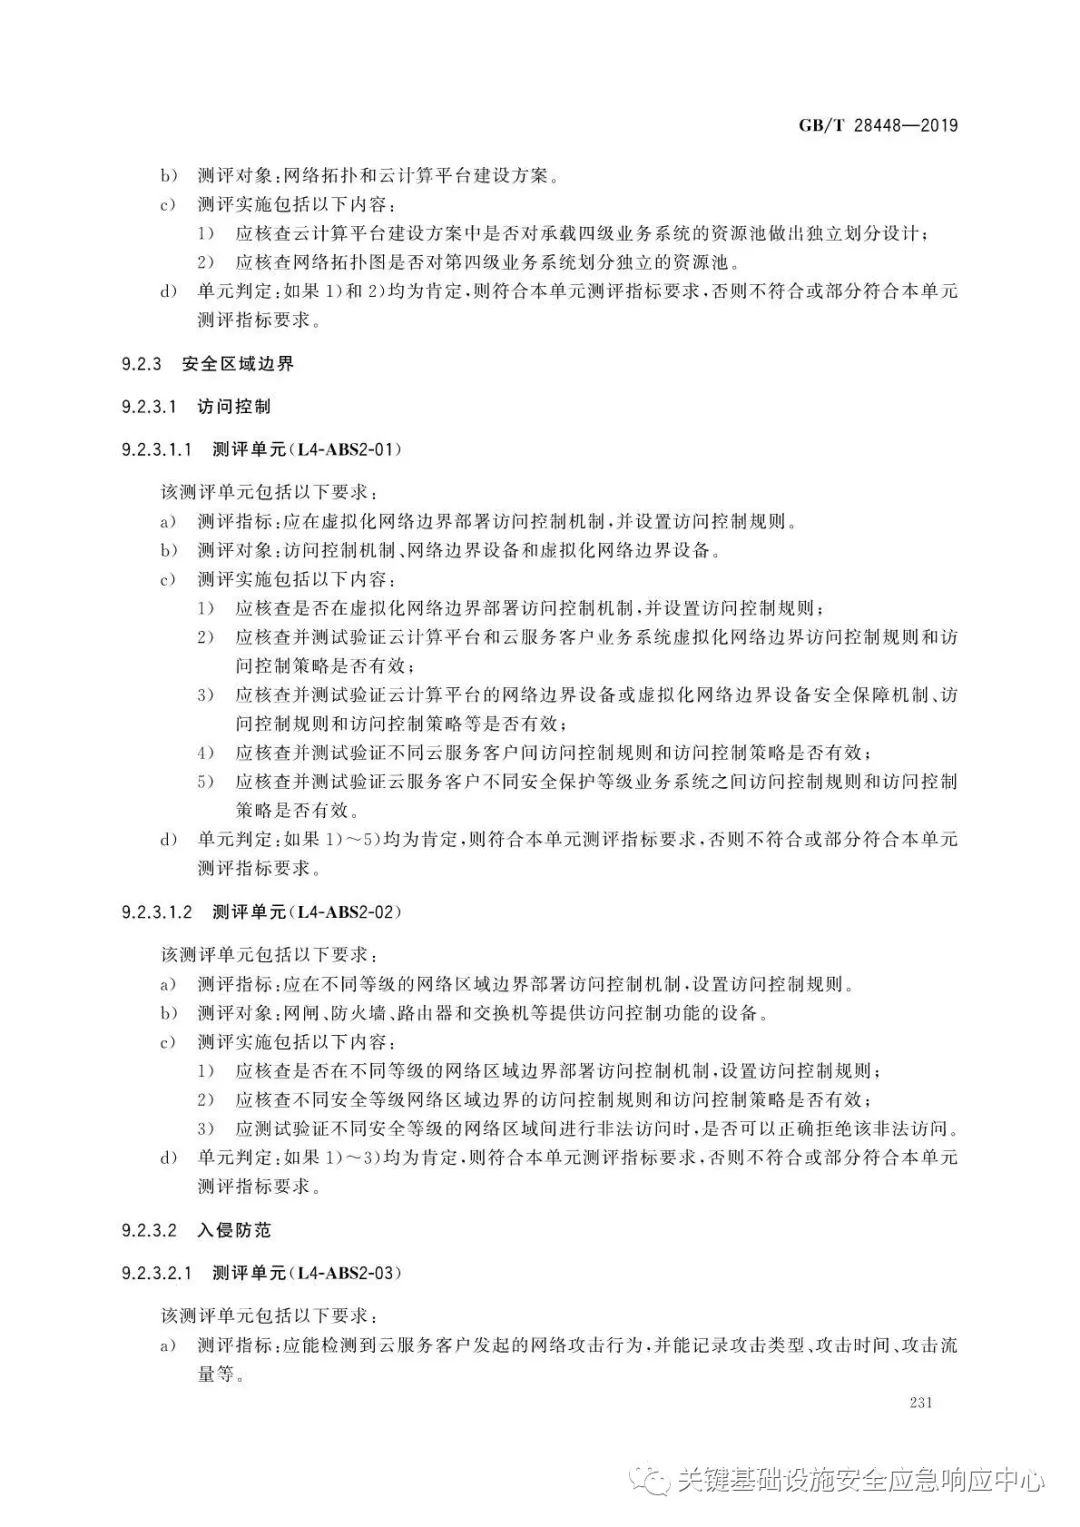 GB/T 28448—2019
b) 测评对象:网络拓扑和云计算平台建设方案。
c) 测评实施包括以下内容:
1) 应核查云计算平台建设方案中是否对承载四级业务系统的资源池做出独立划分设计;
2) 应核查网络拓扑图是否对第四级业务系统划分独立的资源池。
d) 单元判定:如果 1)和 2)均为肯定,则符合本单元测评指标要求,否则不符合或部分符合本单元
测评指标要求。
9.2.3 安全区域边界
9.2.3.1 访问控制
9.2.3.1.1 测评单元(L4-ABS2-01)
该测评单元包括以下要求:
a) 测评指标:应在虚拟化网络边界部署访问控制机制,并设置访问控制规则。
b) 测评对象:访问控制机制、网络边界设备和虚拟化网络边界设备。
c) 测评实施包括以下内容:
1) 应核查是否在虚拟化网络边界部署访问控制机制,并设置访问控制规则;
2) 应核查并测试验证云计算平台和云服务客户业务系统虚拟化网络边界访问控制规则和访
问控制策略是否有效;
3) 应核查并测试验证云计算平台的网络边界设备或虚拟化网络边界设备安全保障机制、访
问控制规则和访问控制策略等是否有效;
4) 应核查并测试验证不同云服务客户间访问控制规则和访问控制策略是否有效;
5) 应核查并测试验证云服务客户不同安全保护等级业务系统之间访问控制规则和访问控制
策略是否有效。
d) 单元判定:如果 1)～5)均为肯定,则符合本单元测评指标要求,否则不符合或部分符合本单元
测评指标要求。
9.2.3.1.2 测评单元(L4-ABS2-02)
该测评单元包括以下要求:
a) 测评指标:应在不同等级的网络区域边界部署访问控制机制,设置访问控制规则。
b) 测评对象:网闸、防火墙、路由器和交换机等提供访问控制功能的设备。
c) 测评实施包括以下内容:
1) 应核查是否在不同等级的网络区域边界部署访问控制机制,设置访问控制规则;
2) 应核查不同安全等级网络区域边界的访问控制规则和访问控制策略是否有效;
3) 应测试验证不同安全等级的网络区域间进行非法访问时,是否可以正确拒绝该非法访问。
d) 单元判定:如果 1)～3)均为肯定,则符合本单元测评指标要求,否则不符合或部分符合本单元
测评指标要求。
9.2.3.2 入侵防范
9.2.3.2.1 测评单元(L4-ABS2-03)
该测评单元包括以下要求:
a) 测评指标:应能检测到云服务客户发起的网络攻击行为,并能记录攻击类型、攻击时间、攻击流
量等。
231
关键基础设施安全应急响应中心